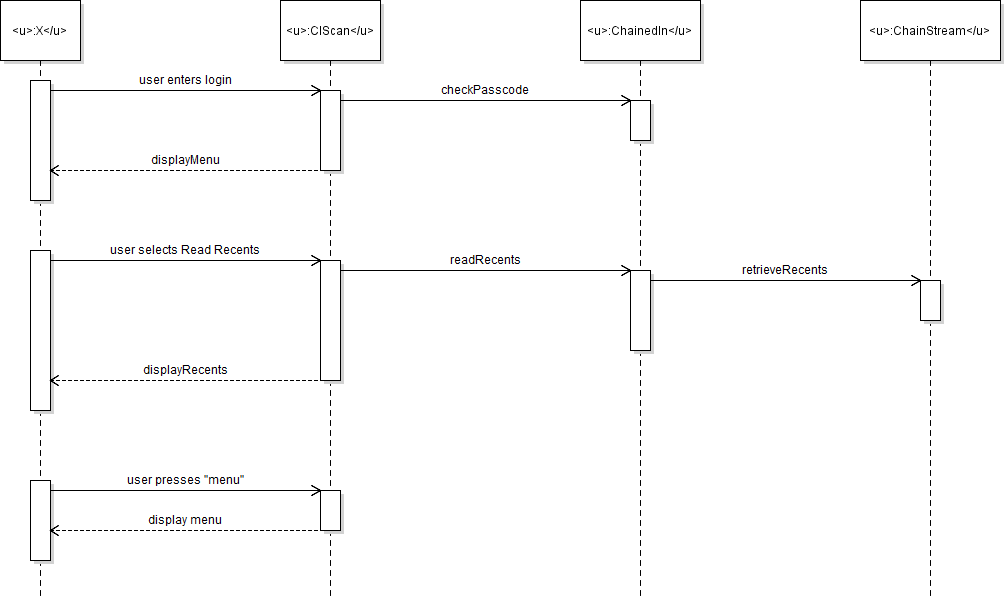 <u>:X</u>
<u>:CIScan</u>
<u>:ChainedIn</u>
<u>:ChainStream</u>
user enters login
checkPasscode
displayMenu
user selects Read Recents
readRecents
retrieveRecents
displayRecents
user presses "menu"
display menu